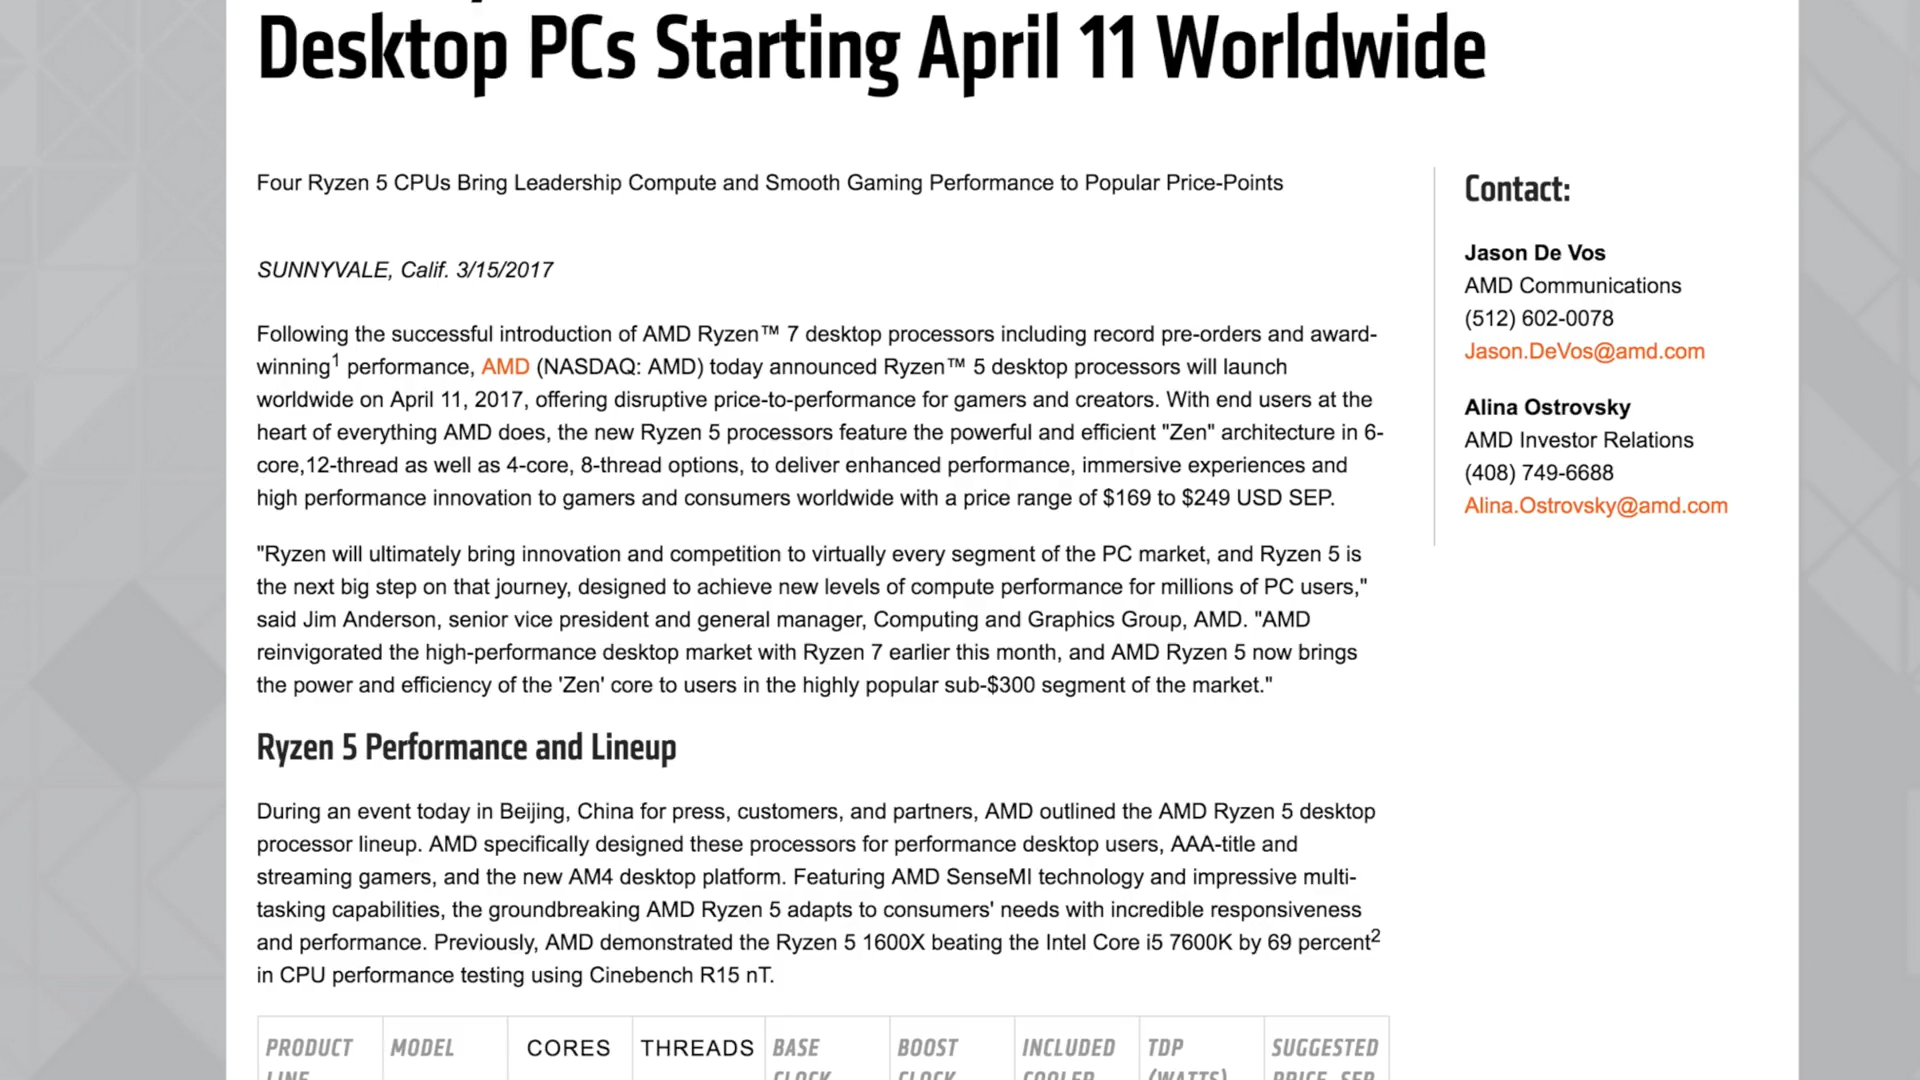 Desktop PCs Starting April 11 Worldwide
Four Ryzen 5 CPUs Bring Leadership Compute and Smooth Gaming Performance to Popular Price-Points
SUNNYVALE, Calif. 3/15/2017
Following the successful introduction of AMD Ryzen™ 7 desktop processors including record pre-orders and award-
winning1 performance, AMD (NASDAQ: AMD) today announced Ryzen™ 5 desktop processors will launch
worldwide on April 11, 2017, offering disruptive price-to-performance for gamers and creators. With end users at the
heart of everything AMD does, the new Ryzen 5 processors feature the powerful and efficient "Zen" architecture in 6-
core,12-thread as well as 4-core, 8-thread options, to deliver enhanced performance, immersive experiences and
high performance innovation to gamers and consumers worldwide with a price range of $169 to $249 USD SEP.
"Ryzen will ultimately bring innovation and competition to virtually every segment of the PC market, and Ryzen 5 is
the next big step on that journey, designed to achieve new levels of compute performance for millions of PC users,"
said Jim Anderson, senior vice president and general manager, Computing and Graphics Group, AMD. "AMD
reinvigorated the high-performance desktop market with Ryzen 7 earlier this month, and AMD Ryzen 5 now brings
the power and efficiency of the 'Zen' core to users in the highly popular sub-$300 segment of the market."
Ryzen 5 Performance and Lineup
During an event today in Beijing, China for press, customers, and partners, AMD outlined the AMD Ryzen 5 desktop
processor lineup. AMD specifically designed these processors for performance desktop users, AAA-title and
streaming gamers, and the new AM4 desktop platform. Featuring AMD SenseMI technology and impressive multi-
tasking capabilities, the groundbreaking AMD Ryzen 5 adapts to consumers' needs with incredible responsiveness
and performance. Previously, AMD demonstrated the Ryzen 5 1600X beating the Intel Core i5 7600K by 69 percent2
in CPU performance testing using Cinebench R15 nT.
PRODUCT MODEL CORES THREADS BASE BOOST INCLUDED TDP SUGGESTED
LINE CLOCK CLOCK COOLER (WATTS) PRICE, SEP
Contact:
Jason De Vos
AMD Communications
(512) 602-0078
Jason.DeVos@amd.com
Alina Ostrovsky
AMD Investor Relations
(408) 749-6688
Alina.Ostrovsky@amd.com